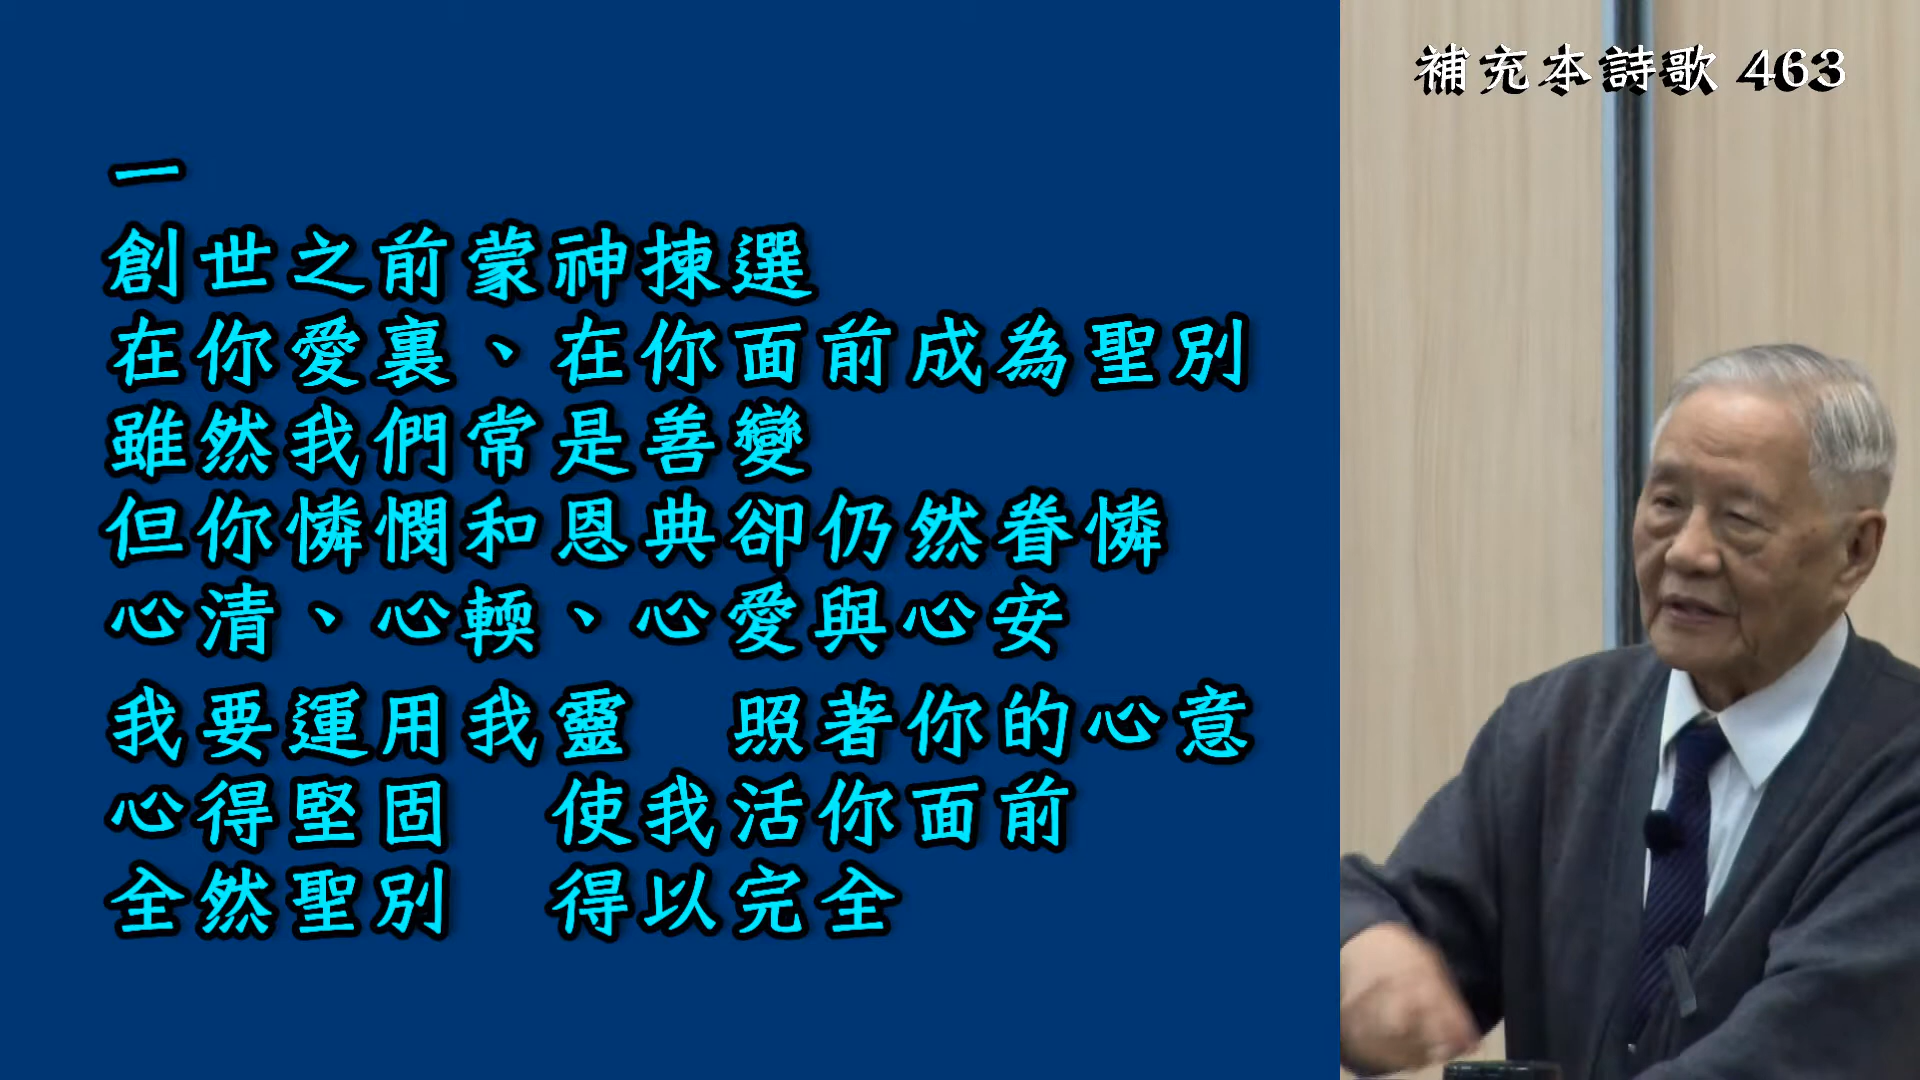 補充本詩歌 463
一
創世之前蒙神揀選
在你愛裏、在你面前成為聖別
雖然我們常是善變
但你憐憫和恩典卻仍然眷憐
心清、心輭、心愛與心安
我要運用我靈　照著你的心意
心得堅固　使我活你面前
全然聖別　得以完全